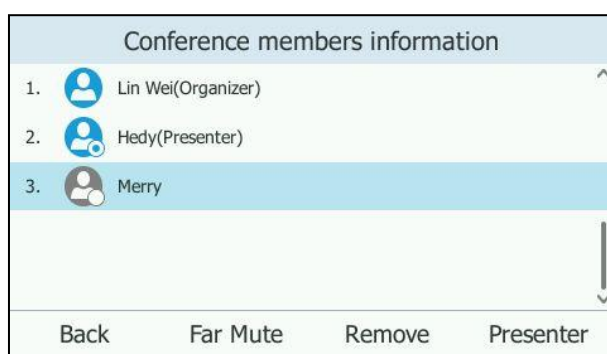 Conference members information
1. Lin Wei(Organizer)
2. Hedy(Presenter)
3. Merry
Back Far Mute Remove Presenter